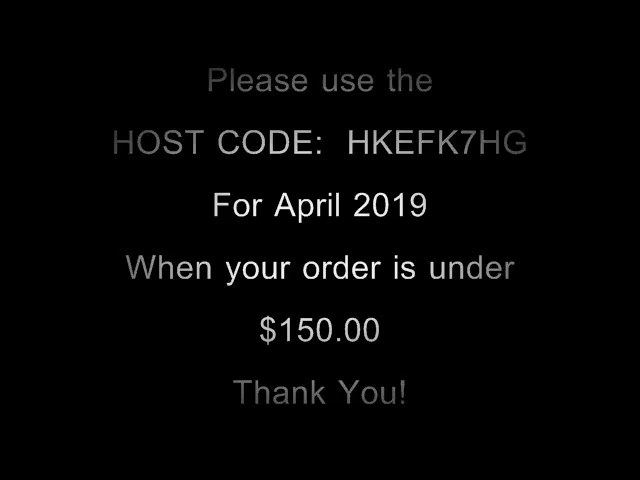 Please use the
HOST CODE:  HKEFK7HG
For April 2019
When your order is under
$150.00
Thank You!